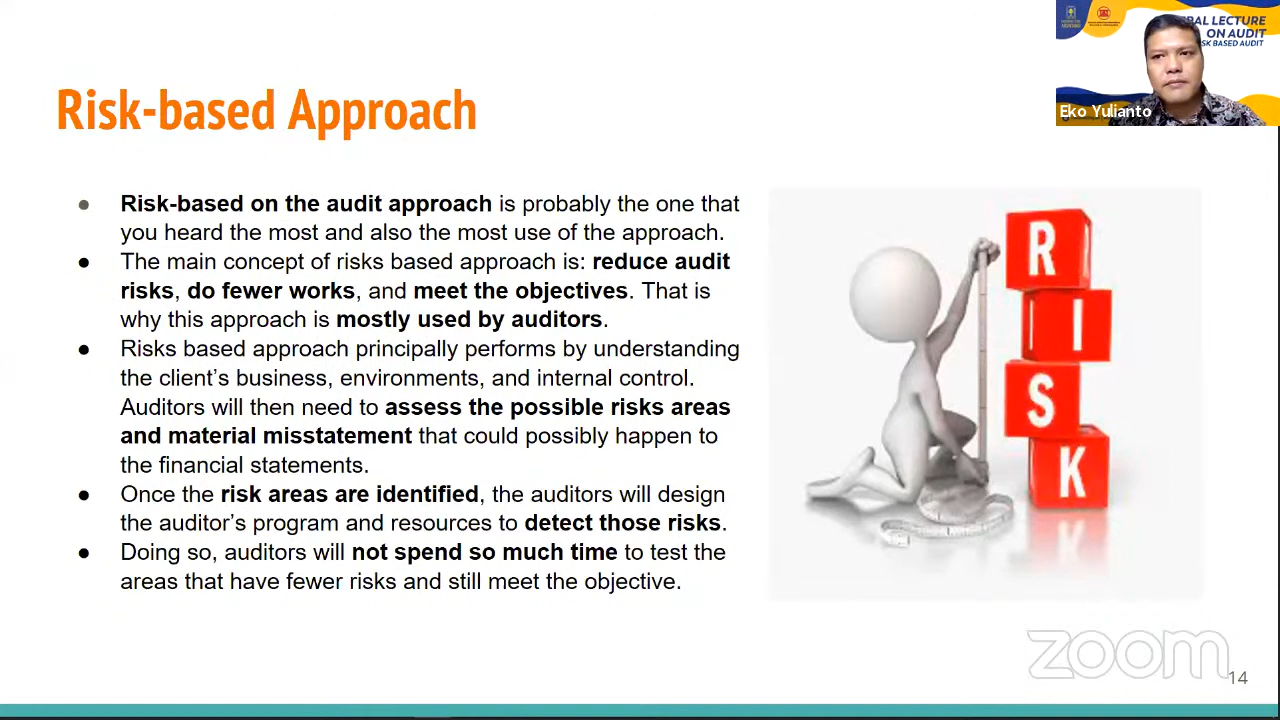 BAL LECTURE
ON AUDIT
SK BASED AUDIT
Eko Yulianto
Risk-based Approach
● Risk-based on the audit approach is probably the one that
you heard the most and also the most use of the approach.
● The main concept of risks based approach is: reduce audit
risks, do fewer works, and meet the objectives. That is
why this approach is mostly used by auditors.
● Risks based approach principally performs by understanding
the client’s business, environments, and internal control.
Auditors will then need to assess the possible risks areas
and material misstatement that could possibly happen to
the financial statements.
● Once the risk areas are identified, the auditors will design
the auditor’s program and resources to detect those risks.
● Doing so, auditors will not spend so much time to test the
areas that have fewer risks and still meet the objective.
R
I
S
K
zoom
14